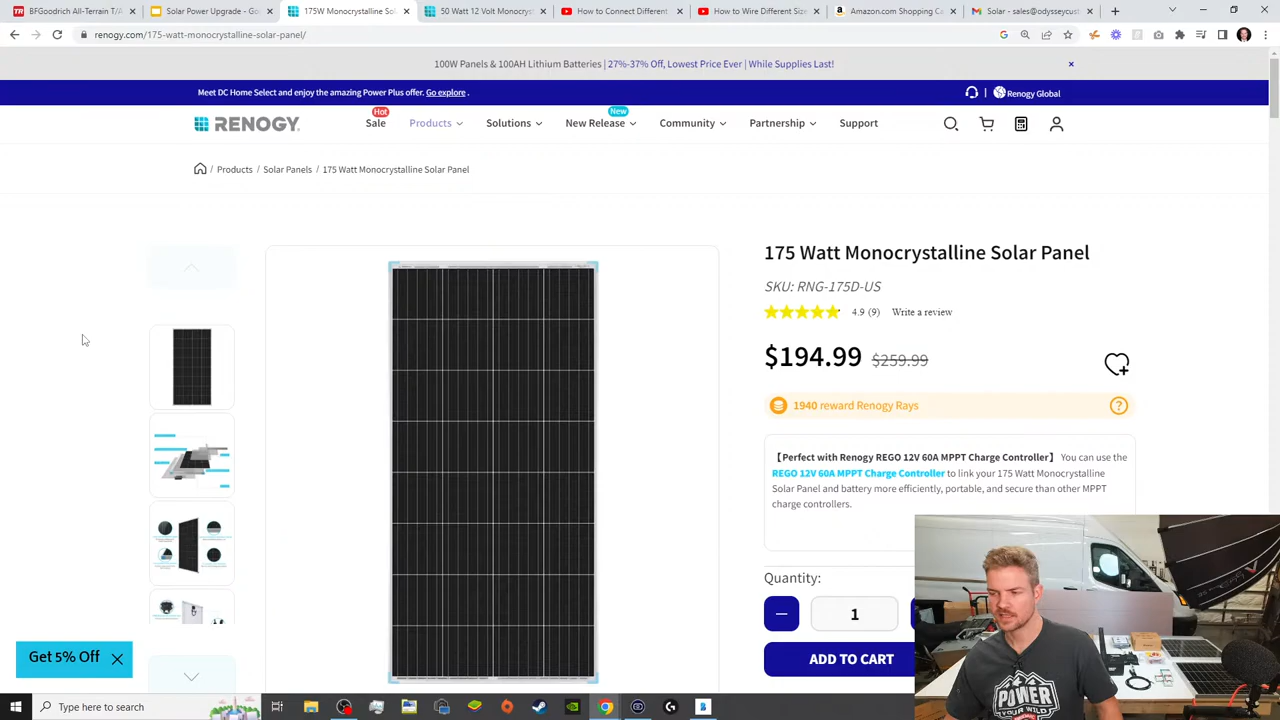 BFGoodrich All-Terrain T/A
Solar Power Upgrade - Goo
175W Monocrystalline Sol
50 Watt 12 Volt Monocryst
How to Connect Different
How to Wire Different Size
Amazon.com Shopping C
Gmail - sales@odysseycust
renogy.com/175-watt-monocrystalline-solar-panel/
100W Panels & 100AH Lithium Batteries | 27%-37% Off, Lowest Price Ever | While Supplies Last!
Meet DC Home Select and enjoy the amazing Power Plus offer. Go explore .
Renogy Global
RENOGY
Hot
Sale
Products
Solutions
New
New Release
Community
Partnership
Support
/ Products / Solar Panels / 175 Watt Monocrystalline Solar Panel
175 Watt Monocrystalline Solar Panel
SKU: RNG-175D-US
4.9 (9) Write a review
$194.99 $259.99
1940 reward Renogy Rays
?
【Perfect with Renogy REGO 12V 60A MPPT Charge Controller】 You can use the
REGO 12V 60A MPPT Charge Controller to link your 175 Watt Monocrystalline
Solar Panel and battery more efficiently, portable, and secure than other MPPT
charge controllers.
Quantity:
1
ADD TO CART
Get 5% Off
POWER
YOUR WILD
Type here to search